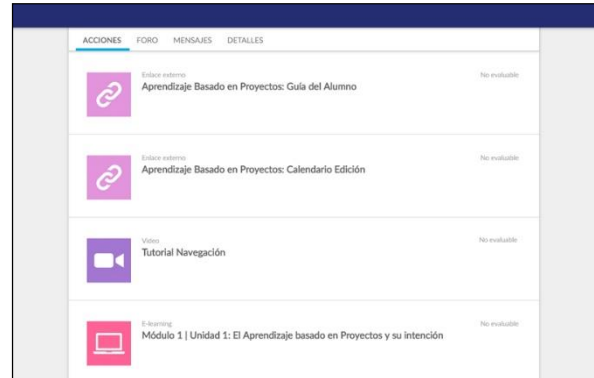 ACCIONES FORO MENSAJES DETALLES
Enlace externo No evaluable
Aprendizaje Basado en Proyectos: Guía del Alumno
Enlace externo No evaluable
Aprendizaje Basado en Proyectos: Calendario Edición
Video No evaluable
Tutorial Navegación
E-learning No evaluable
Módulo 1 | Unidad 1: El Aprendizaje basado en Proyectos y su intención